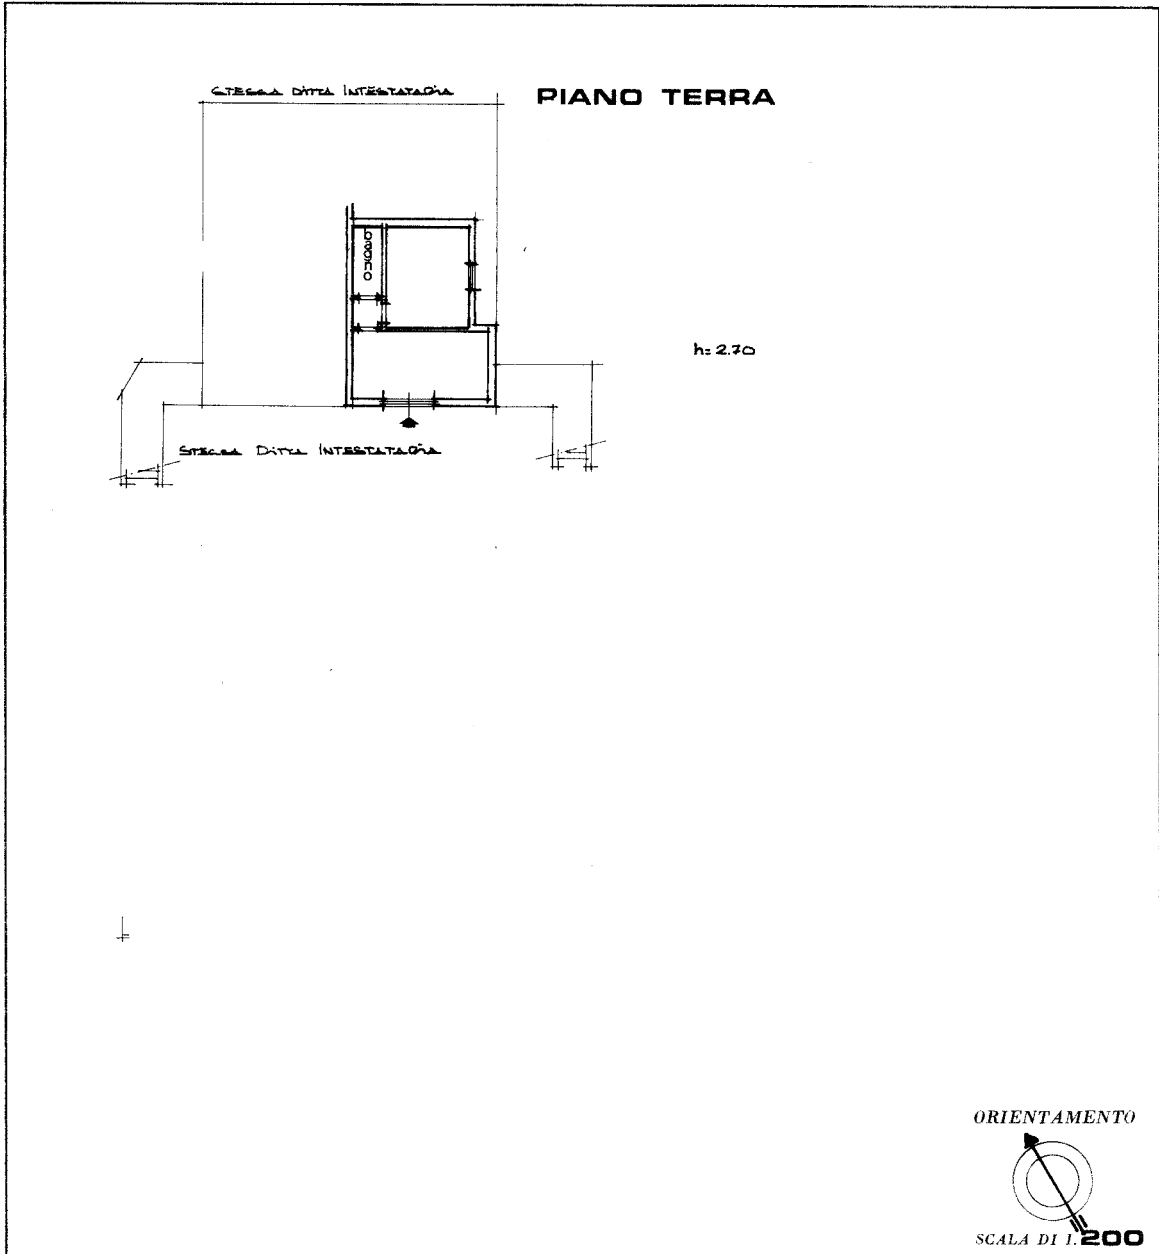 STESSA DITTA INTESTATARIA
PIANO TERRA
bagno
h= 2.70
STESSA DITTA INTESTATARIA
ORIENTAMENTO
SCALA DI 1. 200